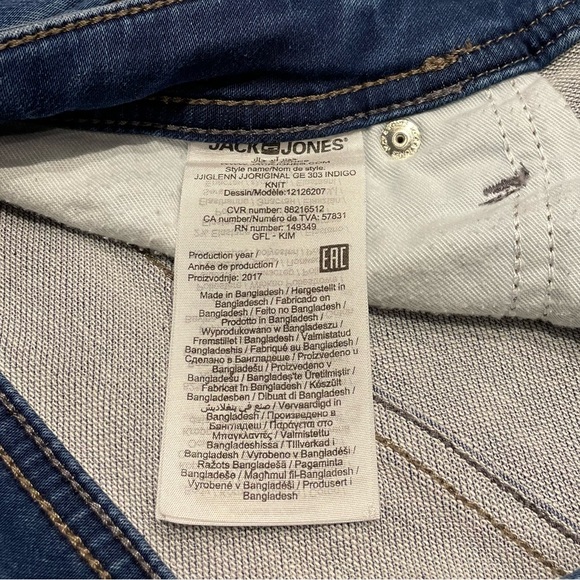 JACK JONES
Style name/Nom de style:
JJIGLENN JJORIGINAL GE 303 INDIGO
KNIT
Dessin/Modèle:12126207
CVR number: 88216512
CA number/Numéro de TVA: 57831
RN number: 149349
GFL - KIM
Production year /
Année de production /
Proizvodnje: 2017
EAC
Made in Bangladesh / Hergestellt in
Bangladesch / Fabricado en
Bangladesh / Feito no Bangladesh /
Prodotto in Bangladesh /
Wyprodukowano w Bangladeszu /
Fremstillet I Bangladesh / Valmistatud
Bangladeshis / Fabriqué au Bangladesh /
Сделано в Бангладеше / Proizvedeno u
Bangladešu / Proizvedeno v
Bangladešu / Bangladeş'te Üretilmiştir /
Fabricat în Bangladesh / Készült
Bangladesben / Dibuat di Bangladesh /
صنع في بنغلاديش / Vervaardigd in
Bangladesh / Произведено в
Бангладеш / Παράγεται στο
Μπαγκλαντές / Valmistettu
Bangladeshissa / Tillverkad i
Bangladesh / Vyrobeno v Bangladéši /
Ražots Bangladešā / Pagaminta
Bangladeše / Maghmul fil-Bangladesh /
Vyrobené v Bangladéši / Produsert i
Bangladesh